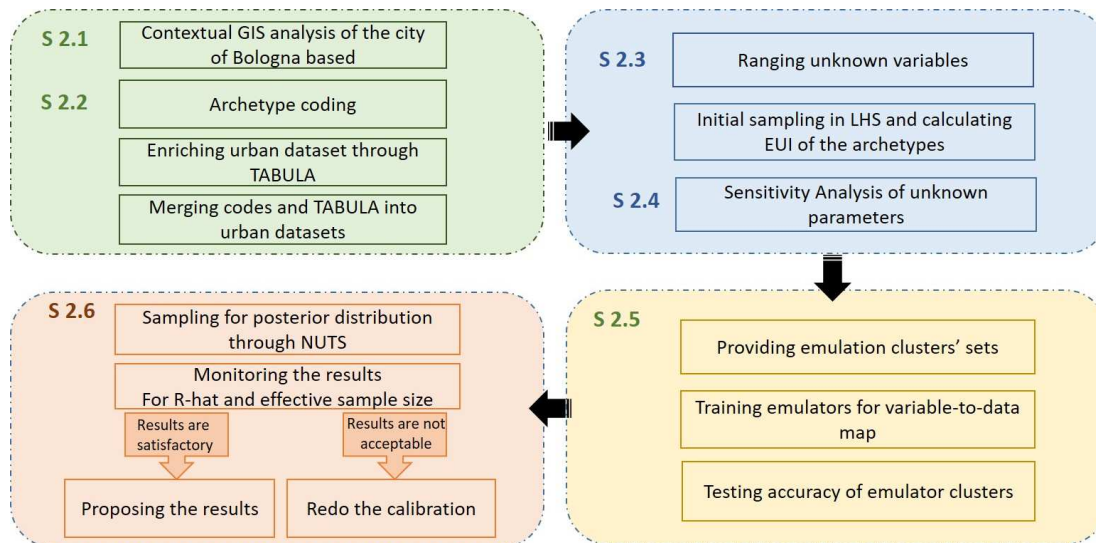 S 2.1
Contextual GIS analysis of the city
of Bologna based
S 2.2
Archetype coding
Enriching urban dataset through
TABULA
Merging codes and TABULA into
urban datasets
S 2.3
Ranging unknown variables
Initial sampling in LHS and calculating
EUI of the archetypes
S 2.4
Sensitivity Analysis of unknown
parameters
S 2.5
Providing emulation clusters’ sets
Training emulators for variable-to-data
map
Testing accuracy of emulator clusters
S 2.6
Sampling for posterior distribution
through NUTS
Monitoring the results
For R-hat and effective sample size
Results are
satisfactory
Results are not
acceptable
Proposing the results
Redo the calibration